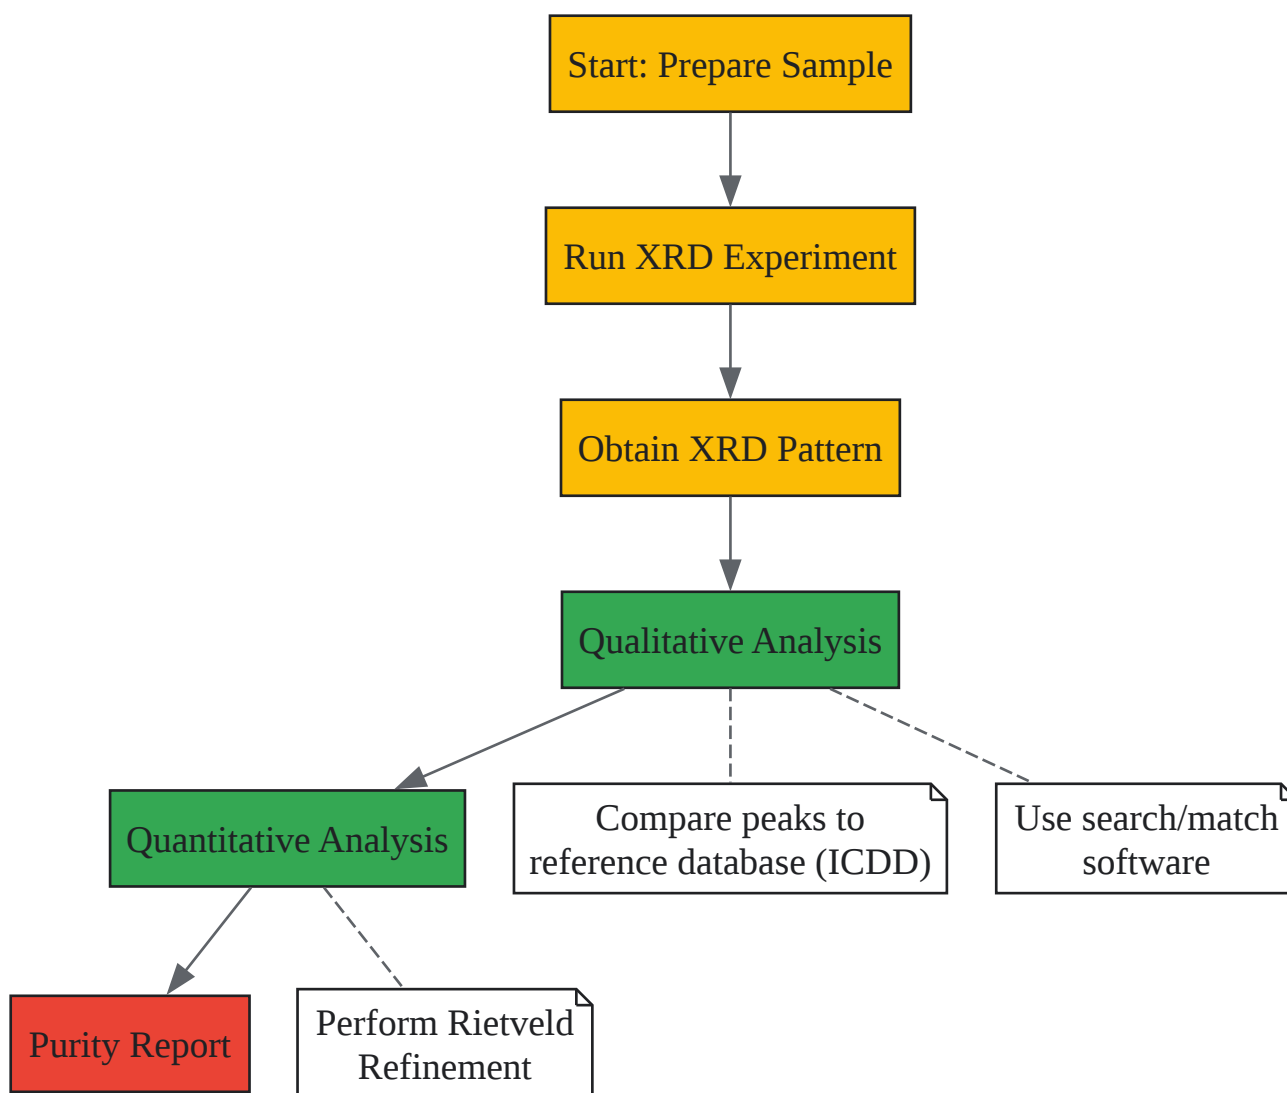 Start: Prepare Sample
Run XRD Experiment
Obtain XRD Pattern
Qualitative Analysis
Quantitative Analysis
Compare peaks to
reference database (ICDD)
Use search/match
software
Purity Report
Perform Rietveld
Refinement